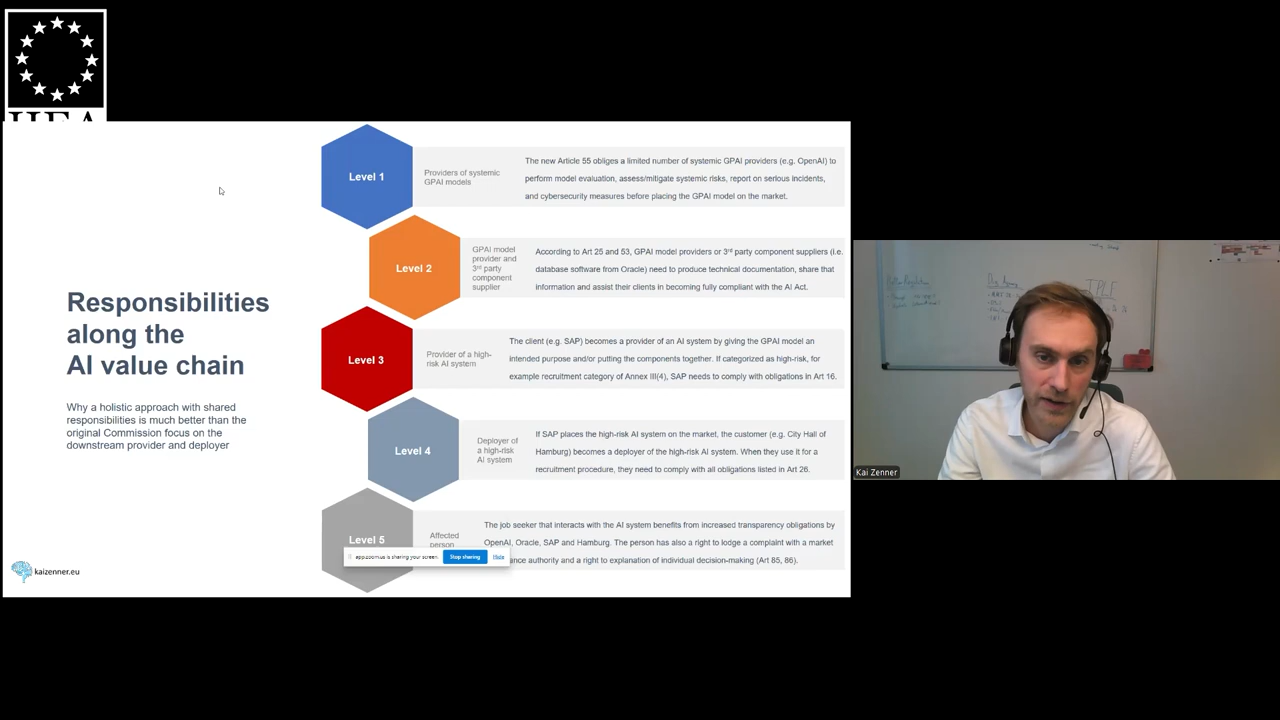 Responsibilities
along the
AI value chain
Why a holistic approach with shared
responsibilities is much better than the
original Commission focus on the
downstream provider and deployer
kaizenner.eu
Level 1
Providers of systemic
GPAI models
The new Article 55 obliges a limited number of systemic GPAI providers (e.g. OpenAI) to
perform model evaluation, assess/mitigate systemic risks, report on serious incidents,
and cybersecurity measures before placing the GPAI model on the market.
Level 2
GPAI model
provider and
3rd party
component
supplier
According to Art 25 and 53, GPAI model providers or 3rd party component suppliers (i.e.
database software from Oracle) need to produce technical documentation, share that
information and assist their clients in becoming fully compliant with the AI Act.
Level 3
Provider of a high-
risk AI system
The client (e.g. SAP) becomes a provider of an AI system by giving the GPAI model an
intended purpose and/or putting the components together. If categorized as high-risk, for
example recruitment category of Annex III(4), SAP needs to comply with obligations in Art 16.
Level 4
Deployer of
a high-risk
AI system
If SAP places the high-risk AI system on the market, the customer (e.g. City Hall of
Hamburg) becomes a deployer of the high-risk AI system. When they use it for a
recruitment procedure, they need to comply with all obligations listed in Art 26.
Level 5
Affected
person
The job seeker that interacts with the AI system benefits from increased transparency obligations by
OpenAI, Oracle, SAP and Hamburg. The person has also a right to lodge a complaint with a market
authority and a right to explanation of individual decision-making (Art 85, 86).
app.zoom.us is sharing your screen.
Stop sharing
Hide
Kai Zenner